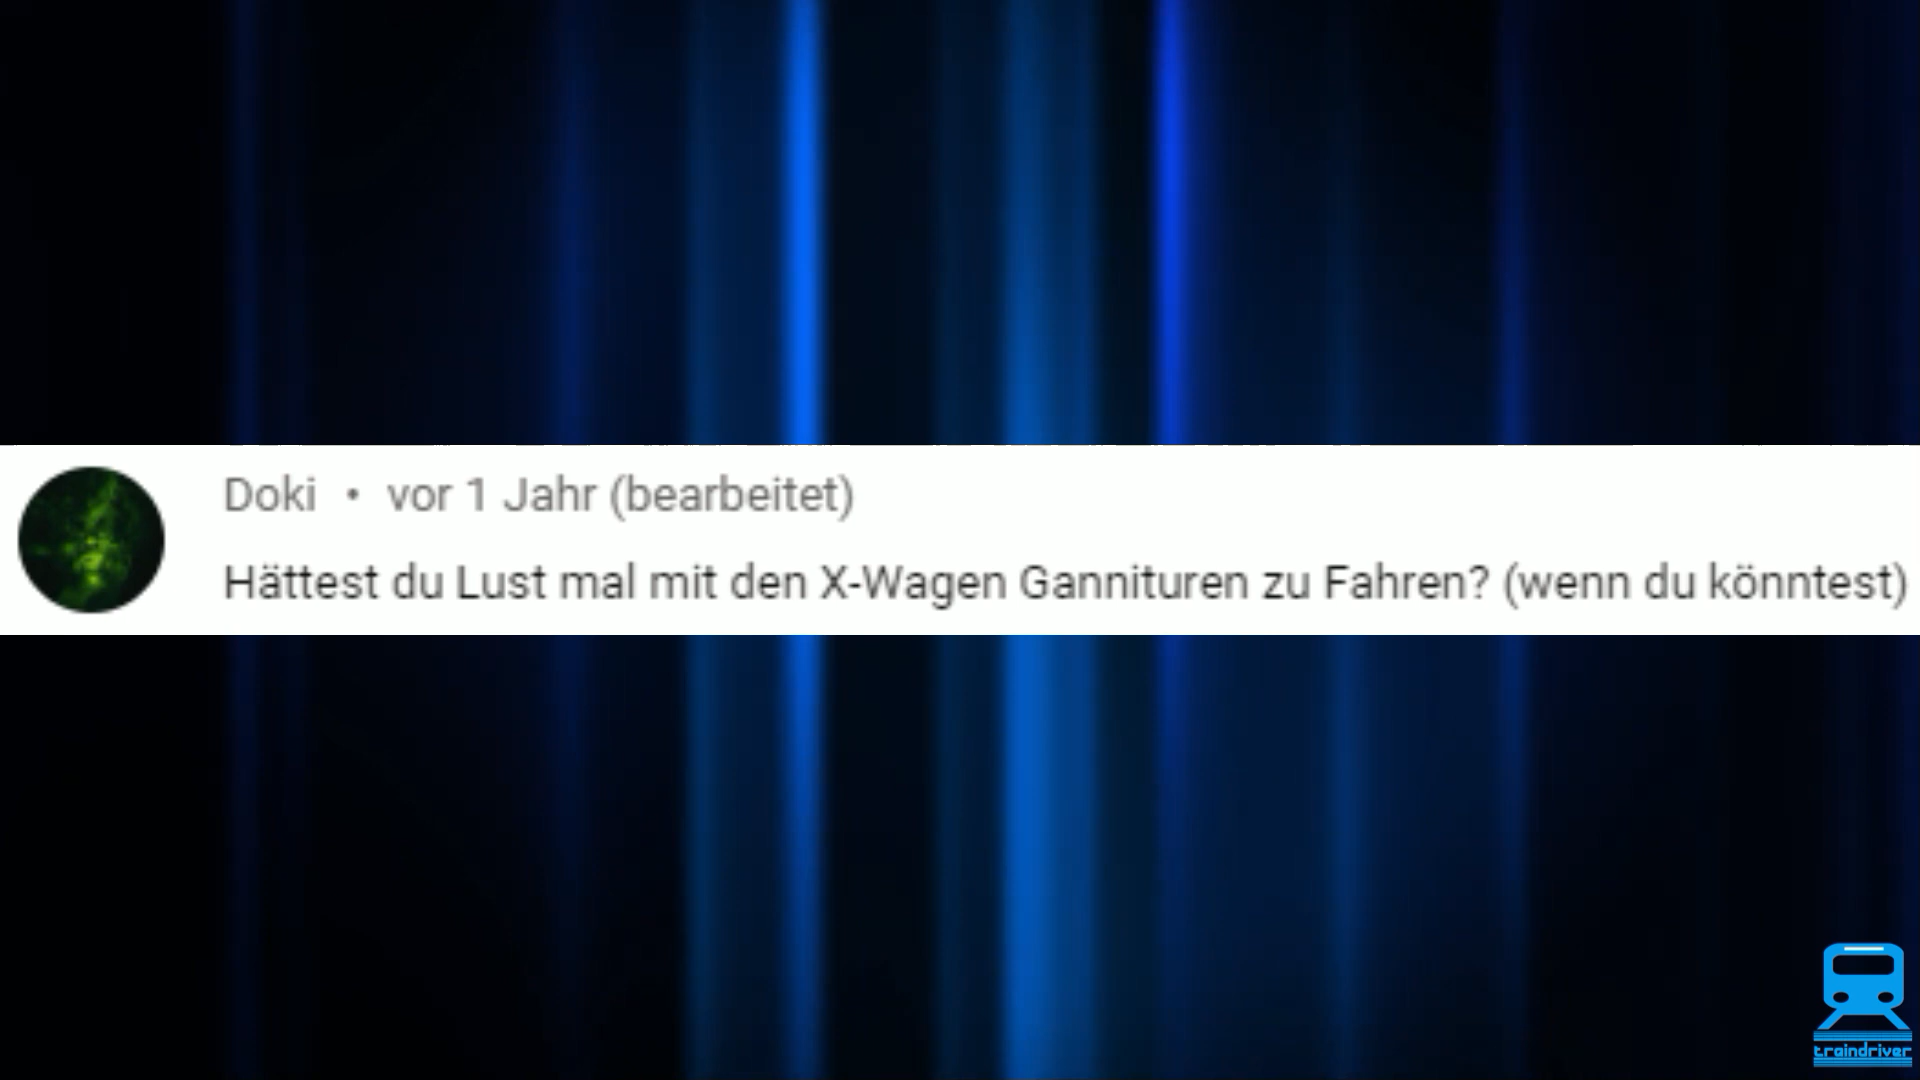 Doki • vor 1 Jahr (bearbeitet)
Hättest du Lust mal mit den X-Wagen Gannituren zu Fahren? (wenn du könntest)
traindriver